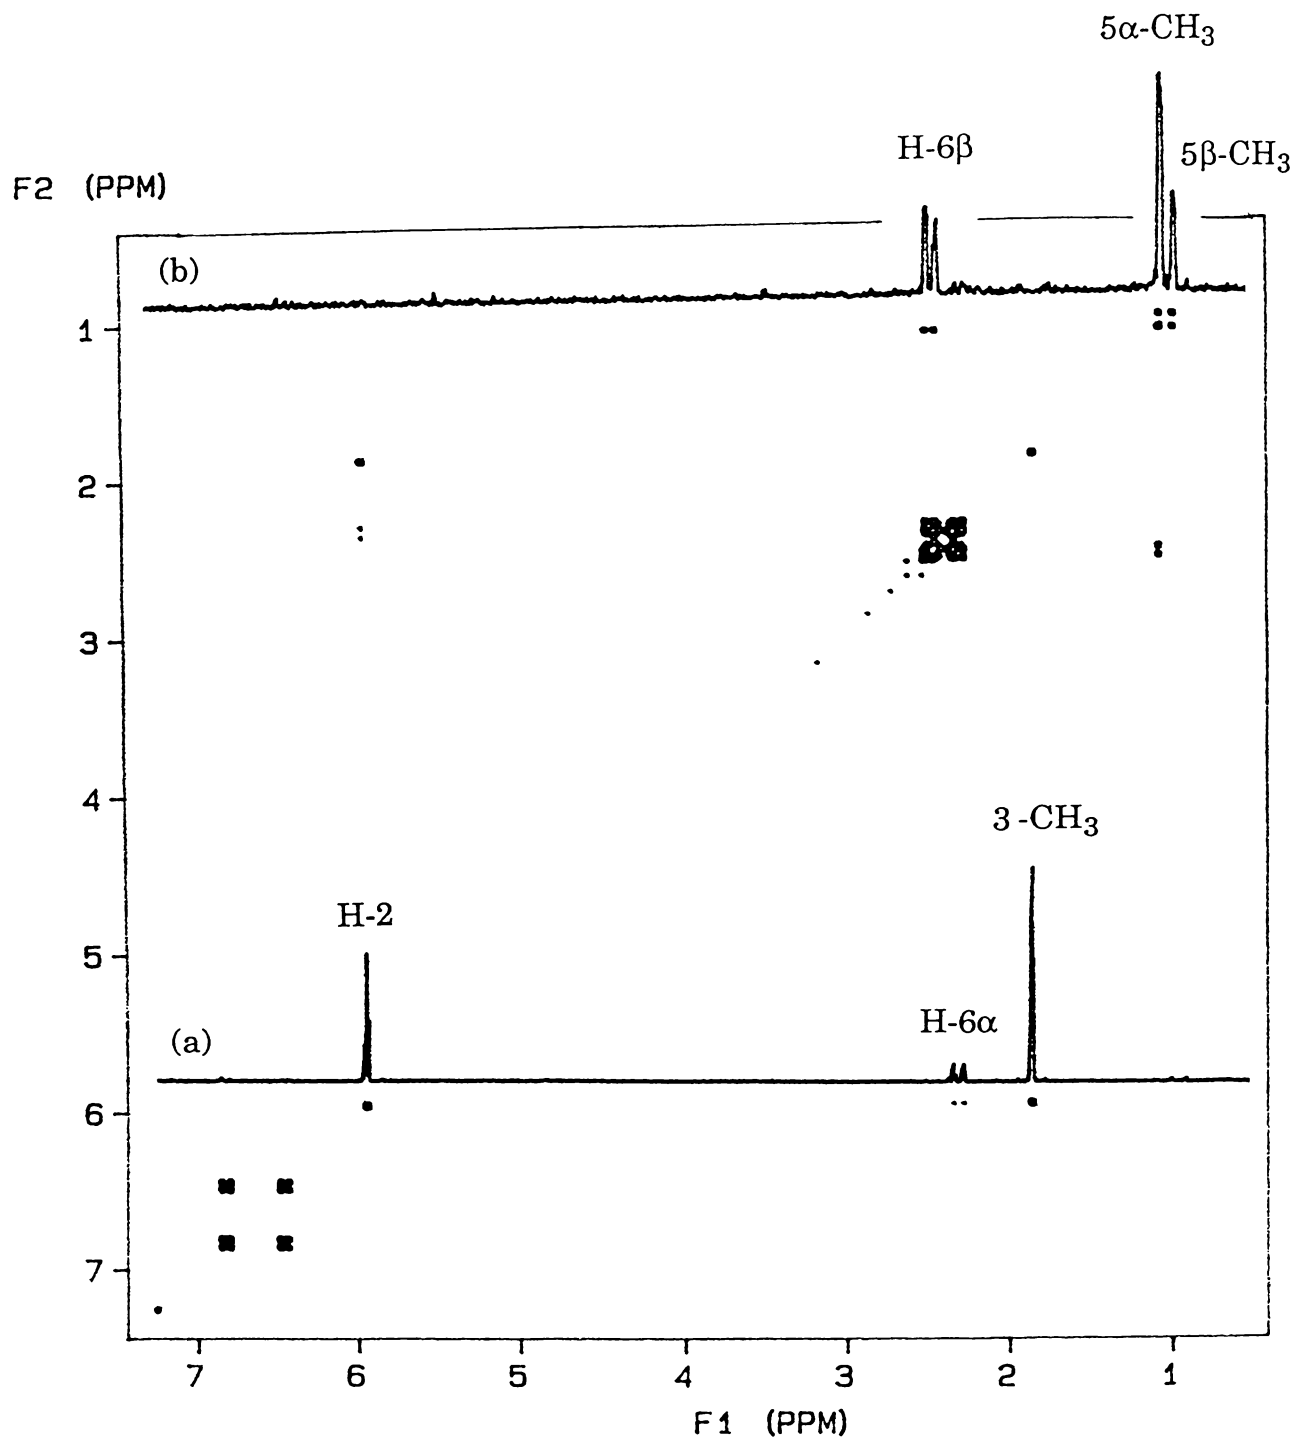 5α-CH3
H-6β
5β-CH3
F2 (PPM)
(b)
1
2
3
4
3 -CH3
H-2
5
H-6α
(a)
6
7
7 6 5 4 3 2 1
F1 (PPM)